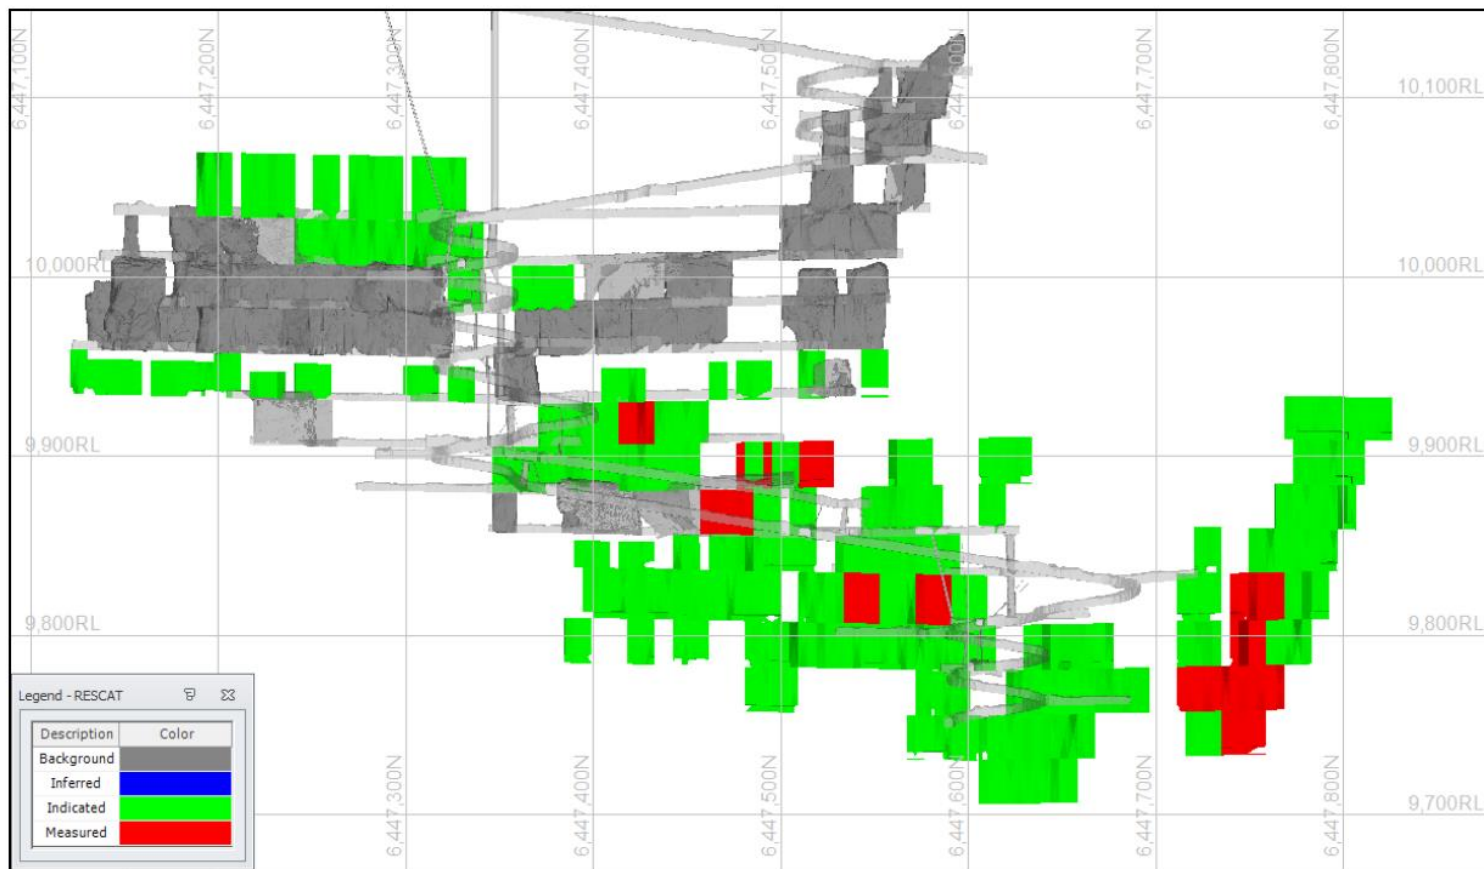 6,447,100N
6,447,200N
6,447,300N
6,447,400N
6,447,500N
6,447,600N
6,447,700N
6,447,800N
10,100RL
10,000RL
10,000RL
9,900RL
9,900RL
9,800RL
9,800RL
9,700RL
6,447,300N
6,447,400N
6,447,500N
6,447,600N
6,447,700N
6,447,800N
Legend - RESCAT
Description Color
Background
Inferred
Indicated
Measured